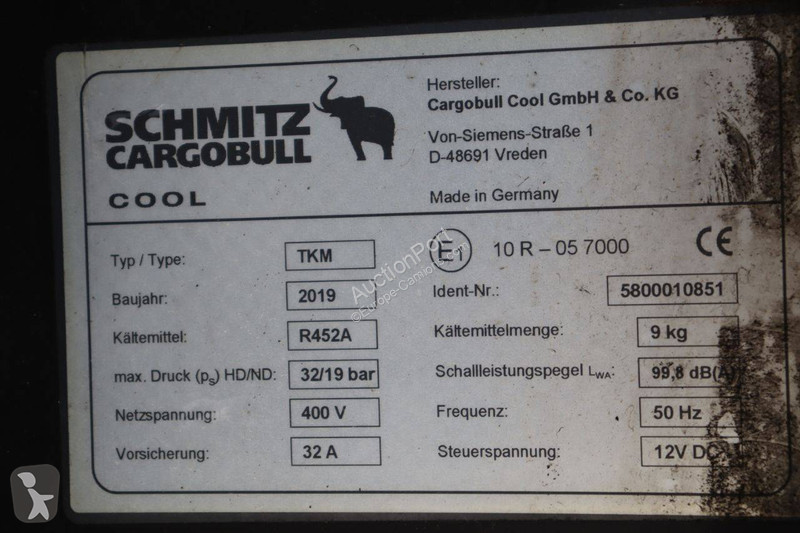 SCHMITZ
CARGOBULL
COOL
Hersteller:
Cargobull Cool GmbH & Co. KG
Von-Siemens-Straße 1
D-48691 Vreden
Made in Germany
Typ / Type: TKM
E1 10 R – 05 7000 CE
Baujahr: 2019
Ident-Nr.: 5800010851
Kältemittel: R452A
Kältemittelmenge: 9 kg
max. Druck (ps) HD/ND: 32/19 bar
Schallleistungspegel LWA: 99,8 dB(A)
Netzspannung: 400 V
Frequenz: 50 Hz
Vorsicherung: 32 A
Steuerspannung: 12V DC
AuctionPort